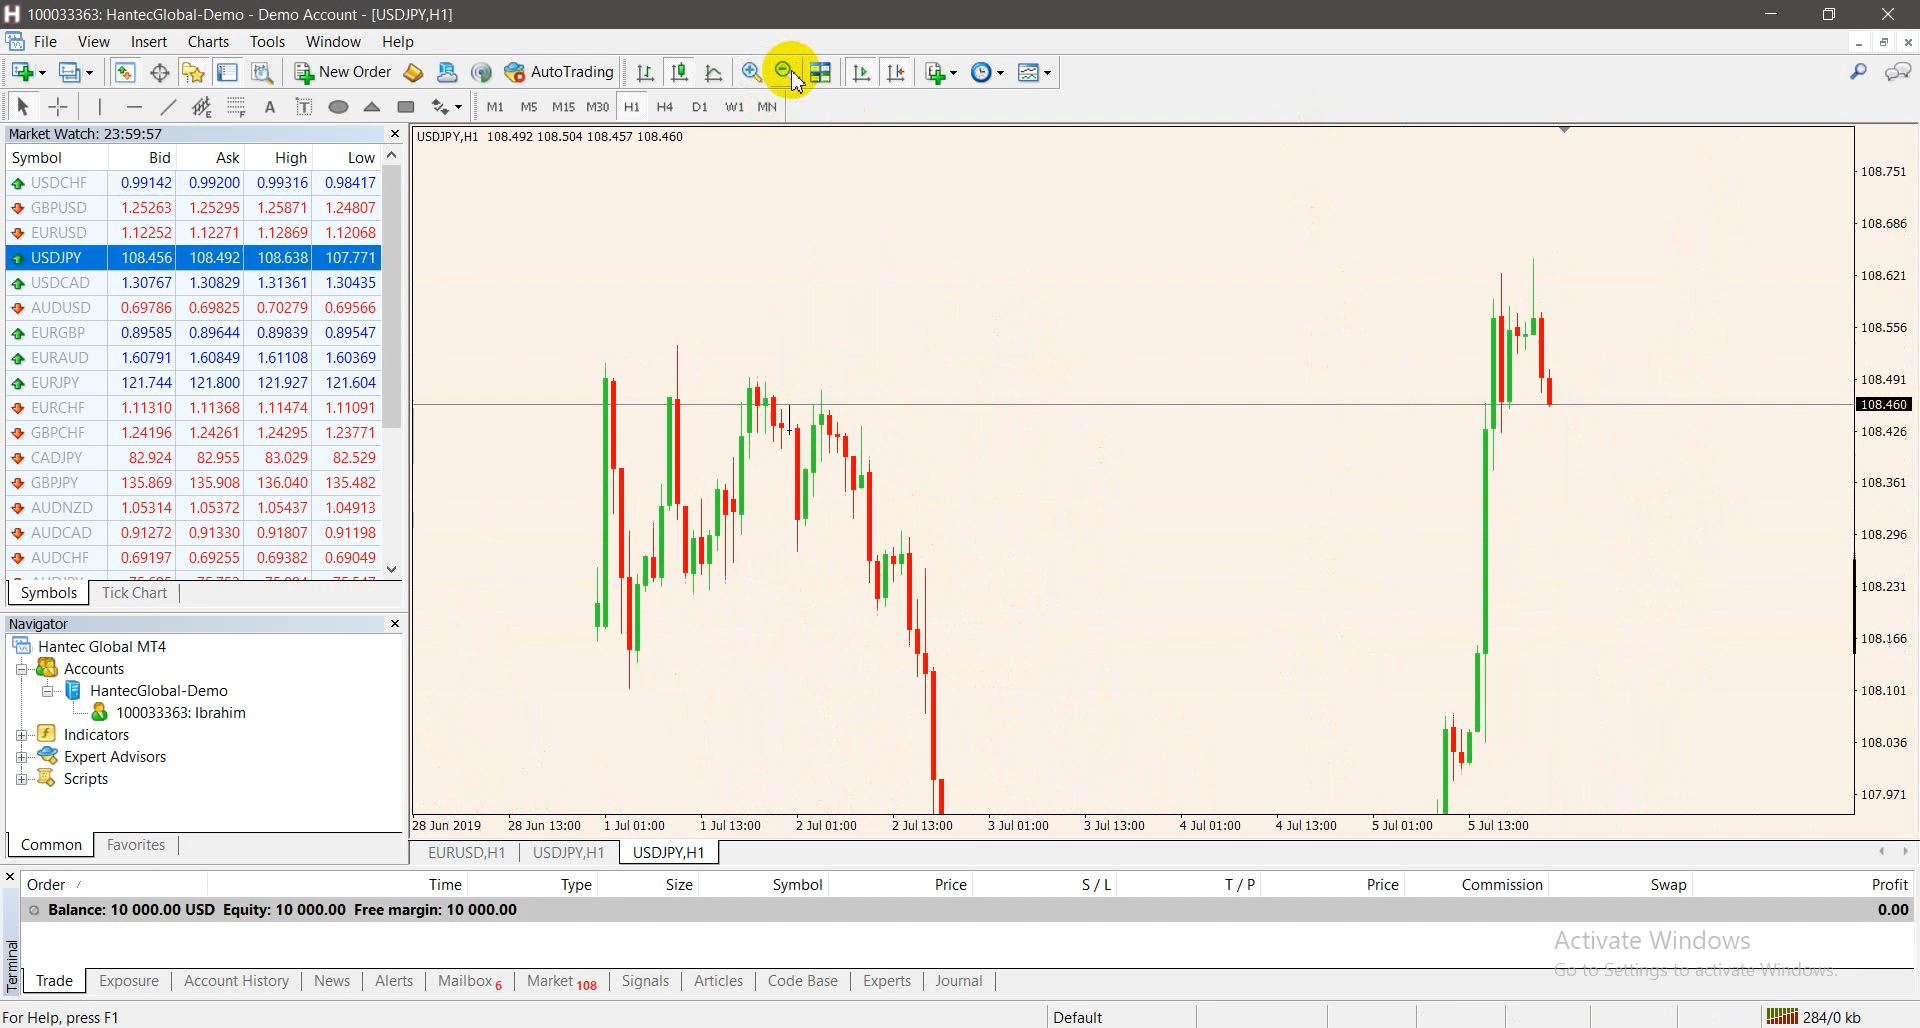 100033363: HantecGlobal-Demo - Demo Account - [USDJPY,H1]
File View Insert Charts Tools Window Help
New Order AutoTrading
A T M1 M5 M15 M30 H1 H4 D1 W1 MN
Market Watch: 23:59:57
Symbol Bid Ask High Low
USDCHF 0.99142 0.99200 0.99316 0.98417
GBPUSD 1.25263 1.25295 1.25871 1.24807
EURUSD 1.12252 1.12271 1.12869 1.12068
USDJPY 108.456 108.492 108.638 107.771
USDCAD 1.30767 1.30829 1.31361 1.30435
AUDUSD 0.69786 0.69825 0.70279 0.69566
EURGBP 0.89585 0.89644 0.89839 0.89547
EURAUD 1.60791 1.60849 1.61108 1.60369
EURJPY 121.744 121.800 121.927 121.604
EURCHF 1.11310 1.11368 1.11474 1.11091
GBPCHF 1.24196 1.24261 1.24295 1.23771
CADJPY 82.924 82.955 83.029 82.529
GBPJPY 135.869 135.908 136.040 135.482
AUDNZD 1.05314 1.05372 1.05437 1.04913
AUDCAD 0.91272 0.91330 0.91807 0.91198
AUDCHF 0.69197 0.69255 0.69382 0.69049
Symbols Tick Chart
Navigator
Hantec Global MT4
Accounts
HantecGlobal-Demo
100033363: Ibrahim
Indicators
Expert Advisors
Scripts
Common Favorites
USDJPY,H1 108.492 108.504 108.457 108.460
108.751
108.686
108.621
108.556
108.491
108.460
108.426
108.361
108.296
108.231
108.166
108.101
108.036
107.971
28 Jun 2019 28 Jun 13:00 1 Jul 01:00 1 Jul 13:00 2 Jul 01:00 2 Jul 13:00 3 Jul 01:00 3 Jul 13:00 4 Jul 01:00 4 Jul 13:00 5 Jul 01:00 5 Jul 13:00
EURUSD,H1 USDJPY,H1 USDJPY,H1
Order / Time Type Size Symbol Price S / L T / P Price Commission Swap Profit
Balance: 10 000.00 USD Equity: 10 000.00 Free margin: 10 000.00 0.00
Activate Windows
Go to Settings to activate Windows.
Terminal
Trade Exposure Account History News Alerts Mailbox 6 Market 108 Signals Articles Code Base Experts Journal
For Help, press F1 Default 284/0 kb